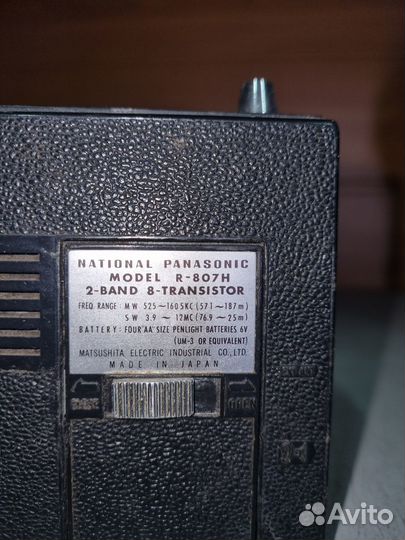 NATIONAL PANASONIC
MODEL R-807H
2-BAND 8-TRANSISTOR
FREQ. RANGE: MW 525~1605KC (571~187m)
SW 3.9~12MC (76.9~25m)
BATTERY: FOUR"AA"SIZE PENLIGHT BATTERIES 6V
(UM-3 OR EQUIVALENT)
MATSUSHITA ELECTRIC INDUSTRIAL CO., LTD.
MADE IN JAPAN
LOCK
Avito